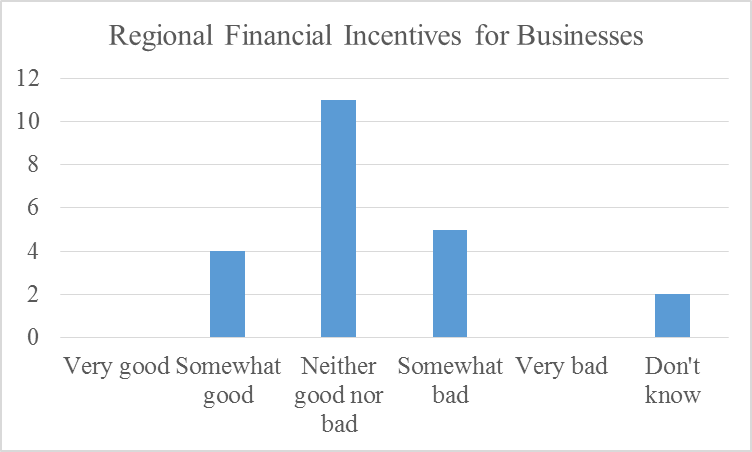 Regional Financial Incentives for Businesses
12
10
8
6
4
2
0
Very good
Somewhat
good
Neither
good nor
bad
Somewhat
bad
Very bad
Don't
know